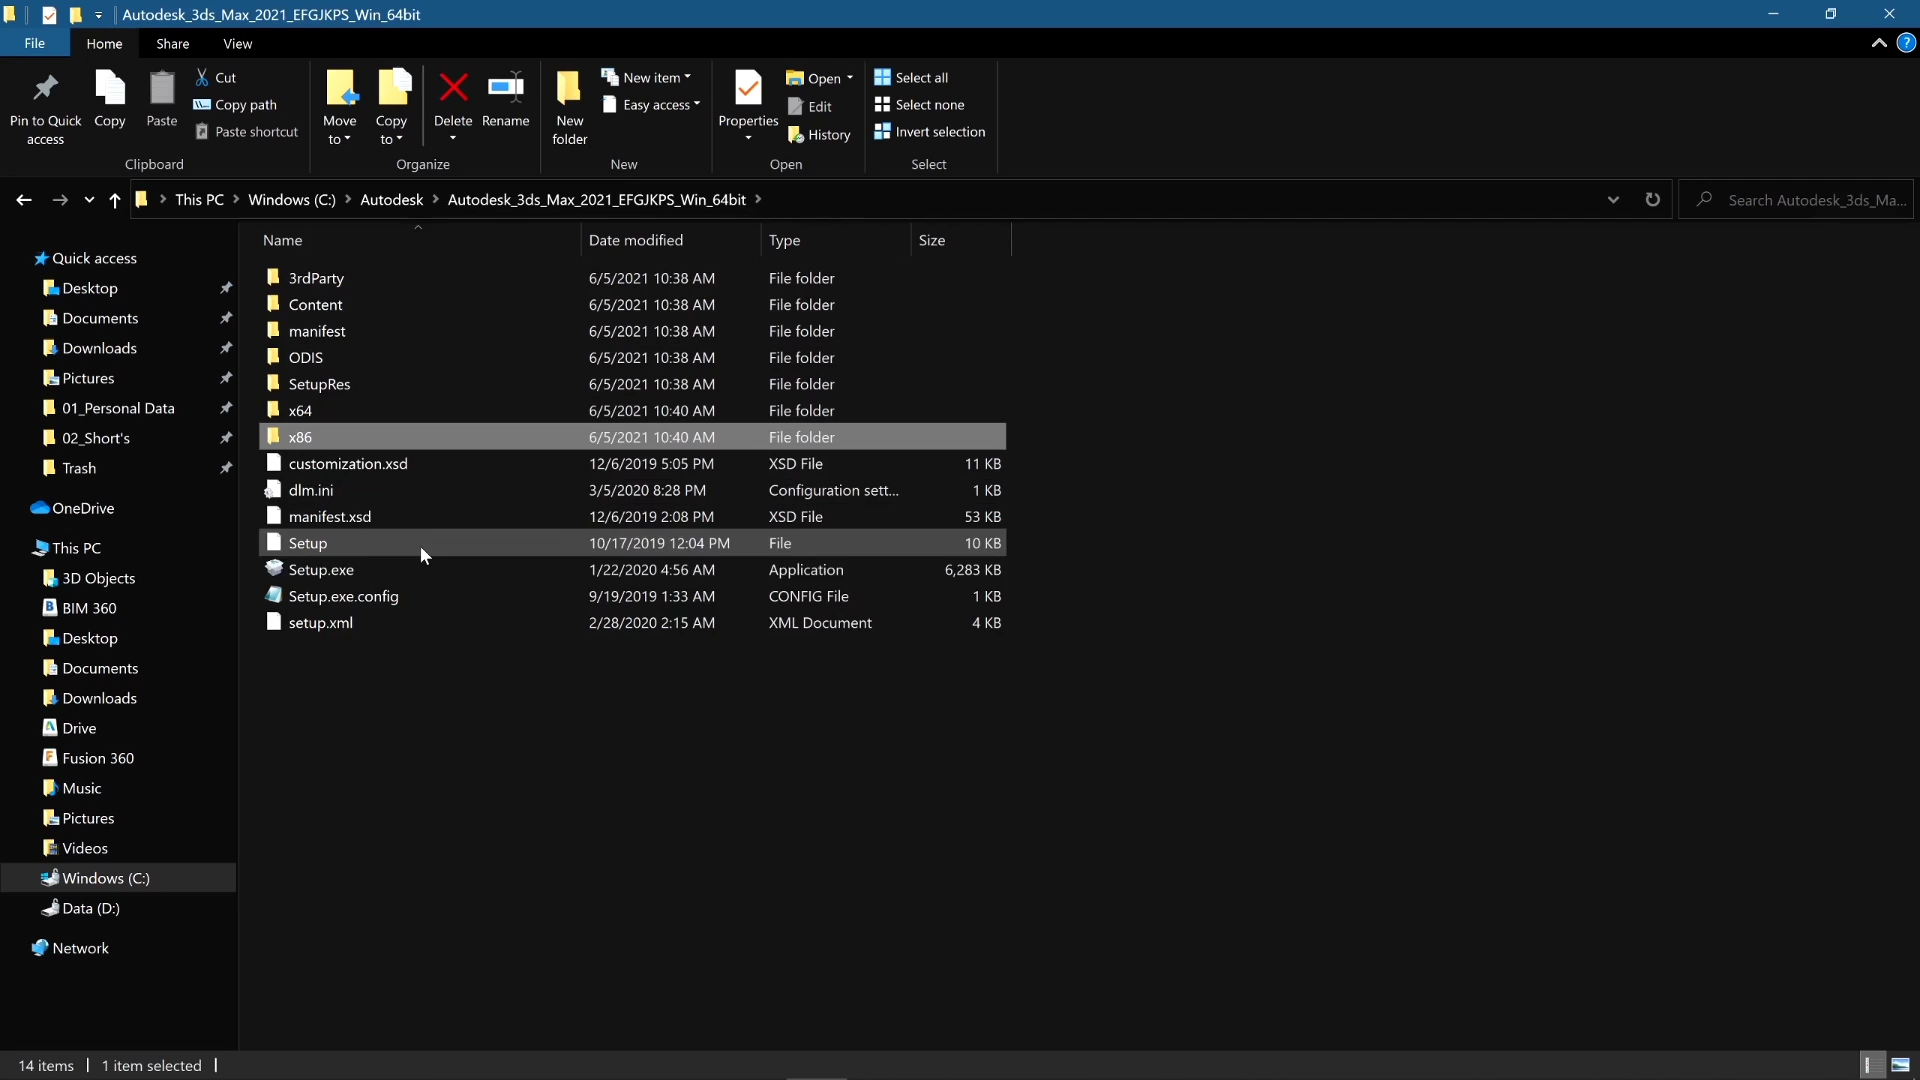 Autodesk_3ds_Max_2021_EFGJKPS_Win_64bit
File Home Share View
Pin to Quick access
Copy
Paste
Cut
Copy path
Paste shortcut
Clipboard
Move to
Copy to
Delete
Rename
Organize
New folder
New item
Easy access
New
Properties
Open
Edit
History
Open
Select all
Select none
Invert selection
Select
This PC > Windows (C:) > Autodesk > Autodesk_3ds_Max_2021_EFGJKPS_Win_64bit >
Search Autodesk_3ds_Ma...
Quick access
Desktop
Documents
Downloads
Pictures
01_Personal Data
02_Short's
Trash
OneDrive
This PC
3D Objects
BIM 360
Desktop
Documents
Downloads
Drive
Fusion 360
Music
Pictures
Videos
Windows (C:)
Data (D:)
Network
Name Date modified Type Size
3rdParty 6/5/2021 10:38 AM File folder
Content 6/5/2021 10:38 AM File folder
manifest 6/5/2021 10:38 AM File folder
ODIS 6/5/2021 10:38 AM File folder
SetupRes 6/5/2021 10:38 AM File folder
x64 6/5/2021 10:40 AM File folder
x86 6/5/2021 10:40 AM File folder
customization.xsd 12/6/2019 5:05 PM XSD File 11 KB
dlm.ini 3/5/2020 8:28 PM Configuration sett... 1 KB
manifest.xsd 12/6/2019 2:08 PM XSD File 53 KB
Setup 10/17/2019 12:04 PM File 10 KB
Setup.exe 1/22/2020 4:56 AM Application 6,283 KB
Setup.exe.config 9/19/2019 1:33 AM CONFIG File 1 KB
setup.xml 2/28/2020 2:15 AM XML Document 4 KB
14 items 1 item selected